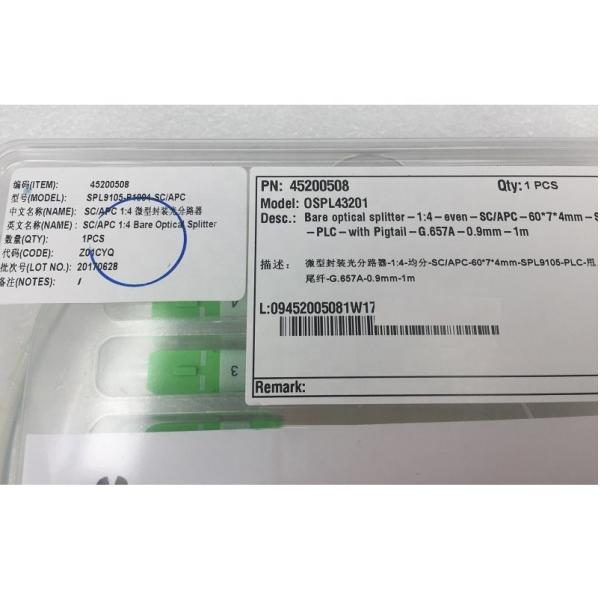 编码(ITEM): 45200508
型号(MODEL): SPL9105-B1004-SC/APC
中文名称(NAME): SC/APC 1:4 微型封装光分路器
英文名称(NAME): SC/APC 1:4 Bare Optical Splitter
数量(QTY): 1PCS
代码(CODE): Z01CYQ
批次号(LOT NO.) 20170628
备注(NOTES): /
PN: 45200508 Qty: 1 PCS
Model: OSPL43201
Desc.: Bare optical splitter-1:4-even-SC/APC-60*7*4mm-S
-PLC-with Pigtail-G.657A-0.9mm-1m
描述: 微型封装光分路器-1:4-均分-SC/APC-60*7*4mm-SPL9105-PLC-甩
尾纤-G.657A-0.9mm-1m
L:09452005081W17
Remark:
4
3